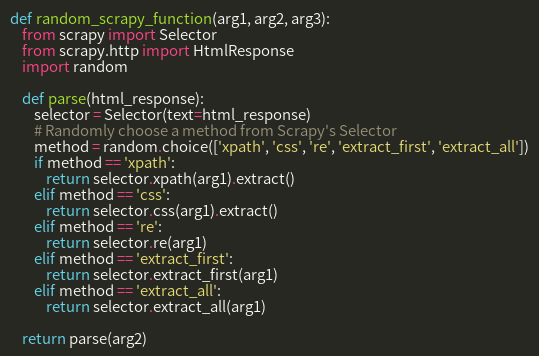 def random_scrapy_function(arg1, arg2, arg3):
    from scrapy import Selector
    from scrapy.http import HtmlResponse
    import random

    def parse(html_response):
        selector = Selector(text=html_response)
        # Randomly choose a method from Scrapy's Selector
        method = random.choice(['xpath', 'css', 're', 'extract_first', 'extract_all'])
        if method == 'xpath':
            return selector.xpath(arg1).extract()
        elif method == 'css':
            return selector.css(arg1).extract()
        elif method == 're':
            return selector.re(arg1)
        elif method == 'extract_first':
            return selector.extract_first(arg1)
        elif method == 'extract_all':
            return selector.extract_all(arg1)

    return parse(arg2)